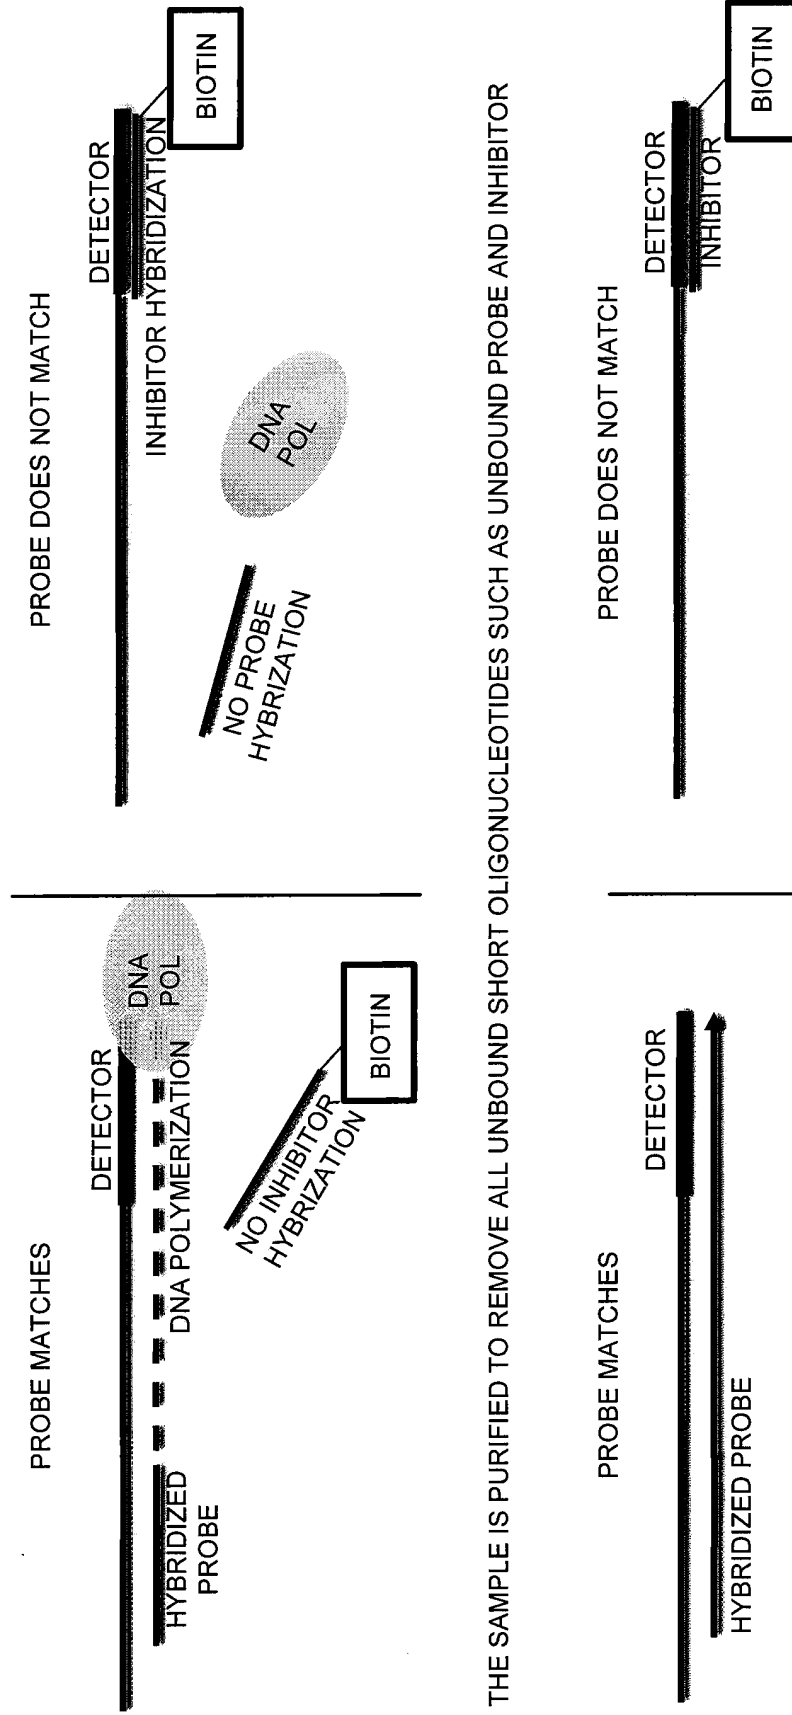 PROBE MATCHES
DETECTOR
DNA
POL
DNA POLYMERIZATION
HYBRIDIZED
PROBE
NO INHIBITOR
HYBRIZATION
BIOTIN
PROBE DOES NOT MATCH
DETECTOR
INHIBITOR HYBRIDIZATION
BIOTIN
DNA
POL
NO PROBE
HYBRIZATION
THE SAMPLE IS PURIFIED TO REMOVE ALL UNBOUND SHORT OLIGONUCLEOTIDES SUCH AS UNBOUND PROBE AND INHIBITOR
PROBE MATCHES
DETECTOR
HYBRIDIZED PROBE
PROBE DOES NOT MATCH
DETECTOR
INHIBITOR
BIOTIN